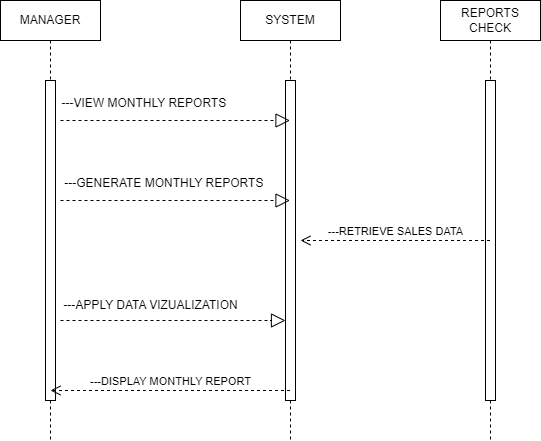 MANAGER
SYSTEM
REPORTS
CHECK
---VIEW MONTHLY REPORTS
---GENERATE MONTHLY REPORTS
---RETRIEVE SALES DATA
---APPLY DATA VIZUALIZATION
---DISPLAY MONTHLY REPORT